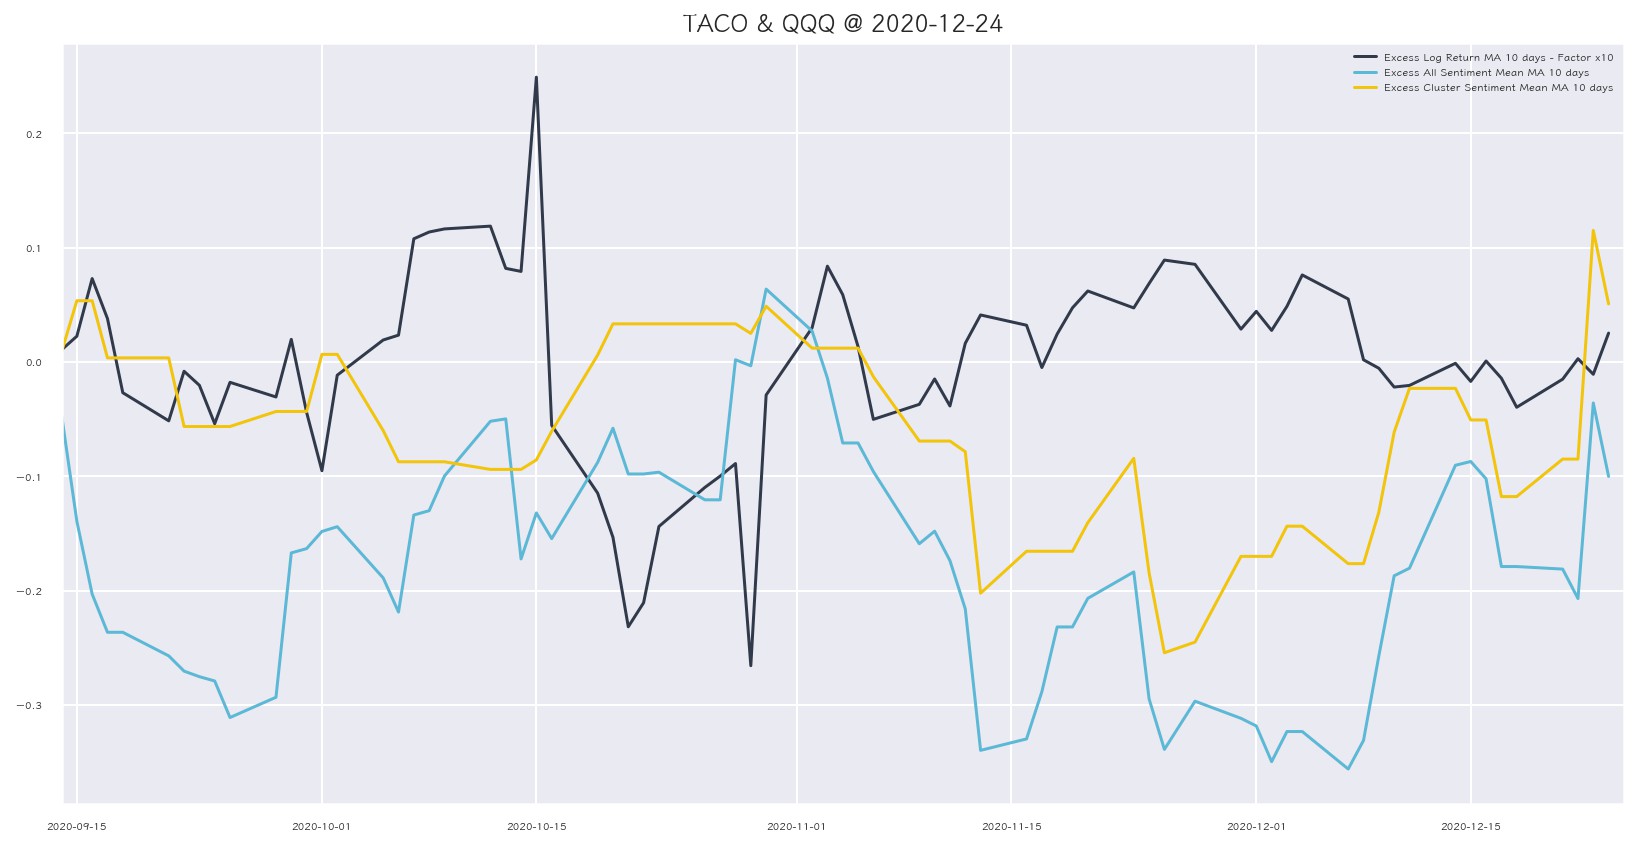 TACO & QQQ @ 2020-12-24
Excess Log Return MA 10 days - Factor x10
Excess All Sentiment Mean MA 10 days
Excess Cluster Sentiment Mean MA 10 days
0.2
0.1
0.0
−0.1
−0.2
−0.3
2020-09-15 2020-10-01 2020-10-15 2020-11-01 2020-11-15 2020-12-01 2020-12-15